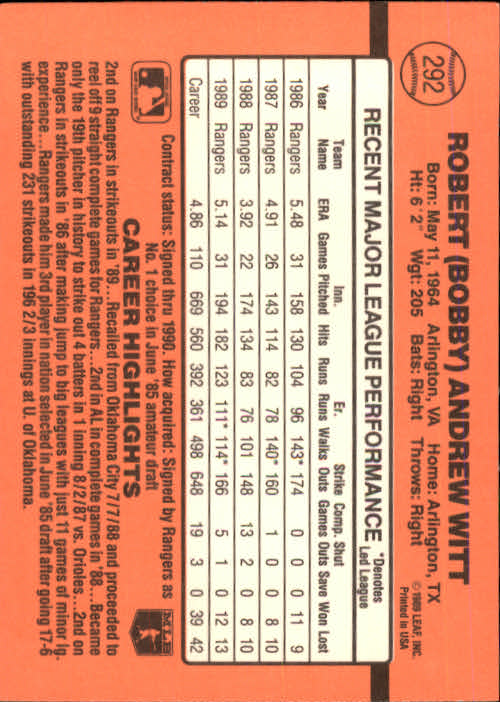 292
ROBERT (BOBBY) ANDREW WITT
Born: May 11, 1964 Arlington, VA Home: Arlington, TX
Ht: 6' 2" Wgt: 205 Bats: Right Throws: Right
© 1989 LEAF, INC.
Printed in USA
RECENT MAJOR LEAGUE PERFORMANCE *Denotes Led League
Year Team Name ERA Games Inn. Pitched Hits Runs Er. Runs Walks Strike Outs Comp. Games Shut Outs Save Won Lost
1986 Rangers 5.48 31 158 130 104 96 143* 174 0 0 0 11 9
1987 Rangers 4.91 26 143 114 82 78 140* 160 1 0 0 8 10
1988 Rangers 3.92 22 174 134 83 76 101 148 13 2 0 8 10
1989 Rangers 5.14 31 194 182 123 111* 114* 166 5 1 0 12 13
Career 4.86 110 669 560 392 361 498 648 19 3 0 39 42
Contract status: Signed thru 1990. How acquired: Signed by Rangers as
No. 1 choice in June '85 amateur draft
MLB
CAREER HIGHLIGHTS
2nd on Rangers in strikeouts in '89... Recalled from Oklahoma City 7/7/88 and proceeded to
reel off 9 straight complete games for Rangers... 2nd in AL in complete games in '88... Became
only the 19th pitcher in history to strike out 4 batters in 1 inning 8/2/87 vs. Orioles... 2nd on
Rangers in strikeouts in '86 after making jump to big leagues with just 11 games of minor lg.
experience... Rangers made him 3rd player in nation selected in June '85 draft after going 17-6
with outstanding 231 strikeouts in 196 2/3 innings at U. of Oklahoma.